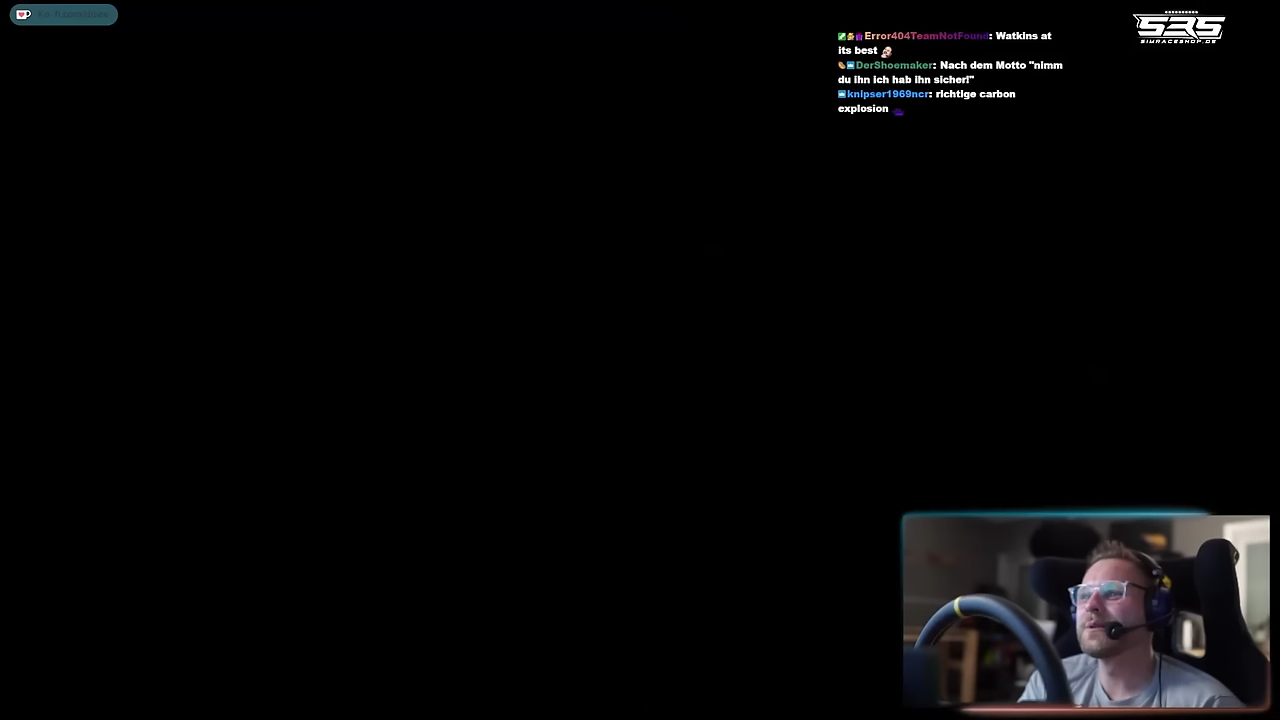 Error404TeamNotFound: Watkins at
its best
DerShoemaker: Nach dem Motto "nimm
du ihn ich hab ihn sicher!"
knipser1969ncr: richtige carbon
explosion
SRS
SIMRACESHOP.DE